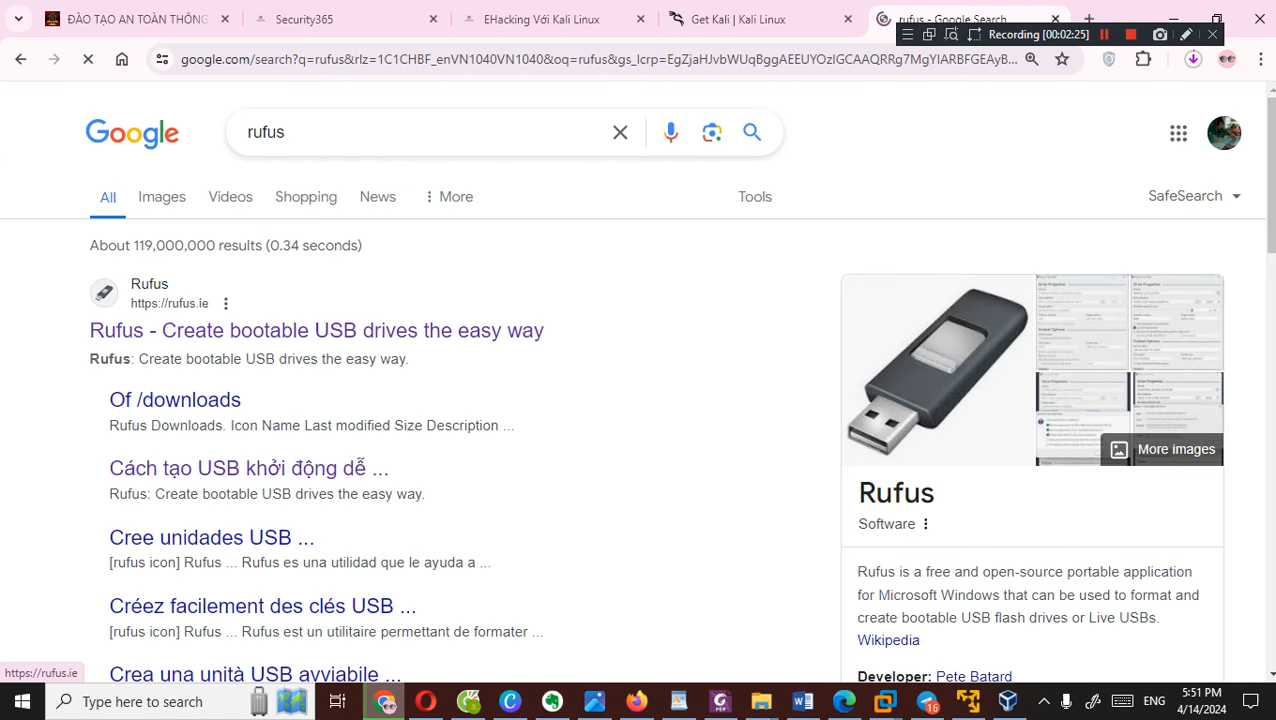 ĐÀO TẠO AN TOÀN THÔNG
Security365
EHacking Với Kali Linux
Get Kali | Kali Linux
rufus - Google Search
Recording [00:02:25]
google.com/search?q=rufus&rlz=1C1CHBF_
Google
rufus
All
Images
Videos
Shopping
News
More
Tools
SafeSearch
About 119,000,000 results (0.34 seconds)
Rufus
https://rufus.ie
Rufus - Create bootable USB drives the easy way
Rufus: Create bootable USB drives the easy way.
Of /downloads
Rufus Downloads. Icon Name Last
Size
Cách tạo USB khởi động dễ ...
Rufus: Create bootable USB drives the easy way.
Cree unidades USB ...
[rufus icon] Rufus ... Rufus es una utilidad que le ayuda a ...
Créez facilement des clés USB ...
[rufus icon] Rufus ... Rufus est un utilitaire permettant de formater ...
Crea una unità USB avviabile ...
https://rufus.ie
More images
Rufus
Software
Rufus is a free and open-source portable application
for Microsoft Windows that can be used to format and
create bootable USB flash drives or Live USBs.
Wikipedia
Developer: Pete Batard
Type here to search
16
ENG
5:51 PM
4/14/2024